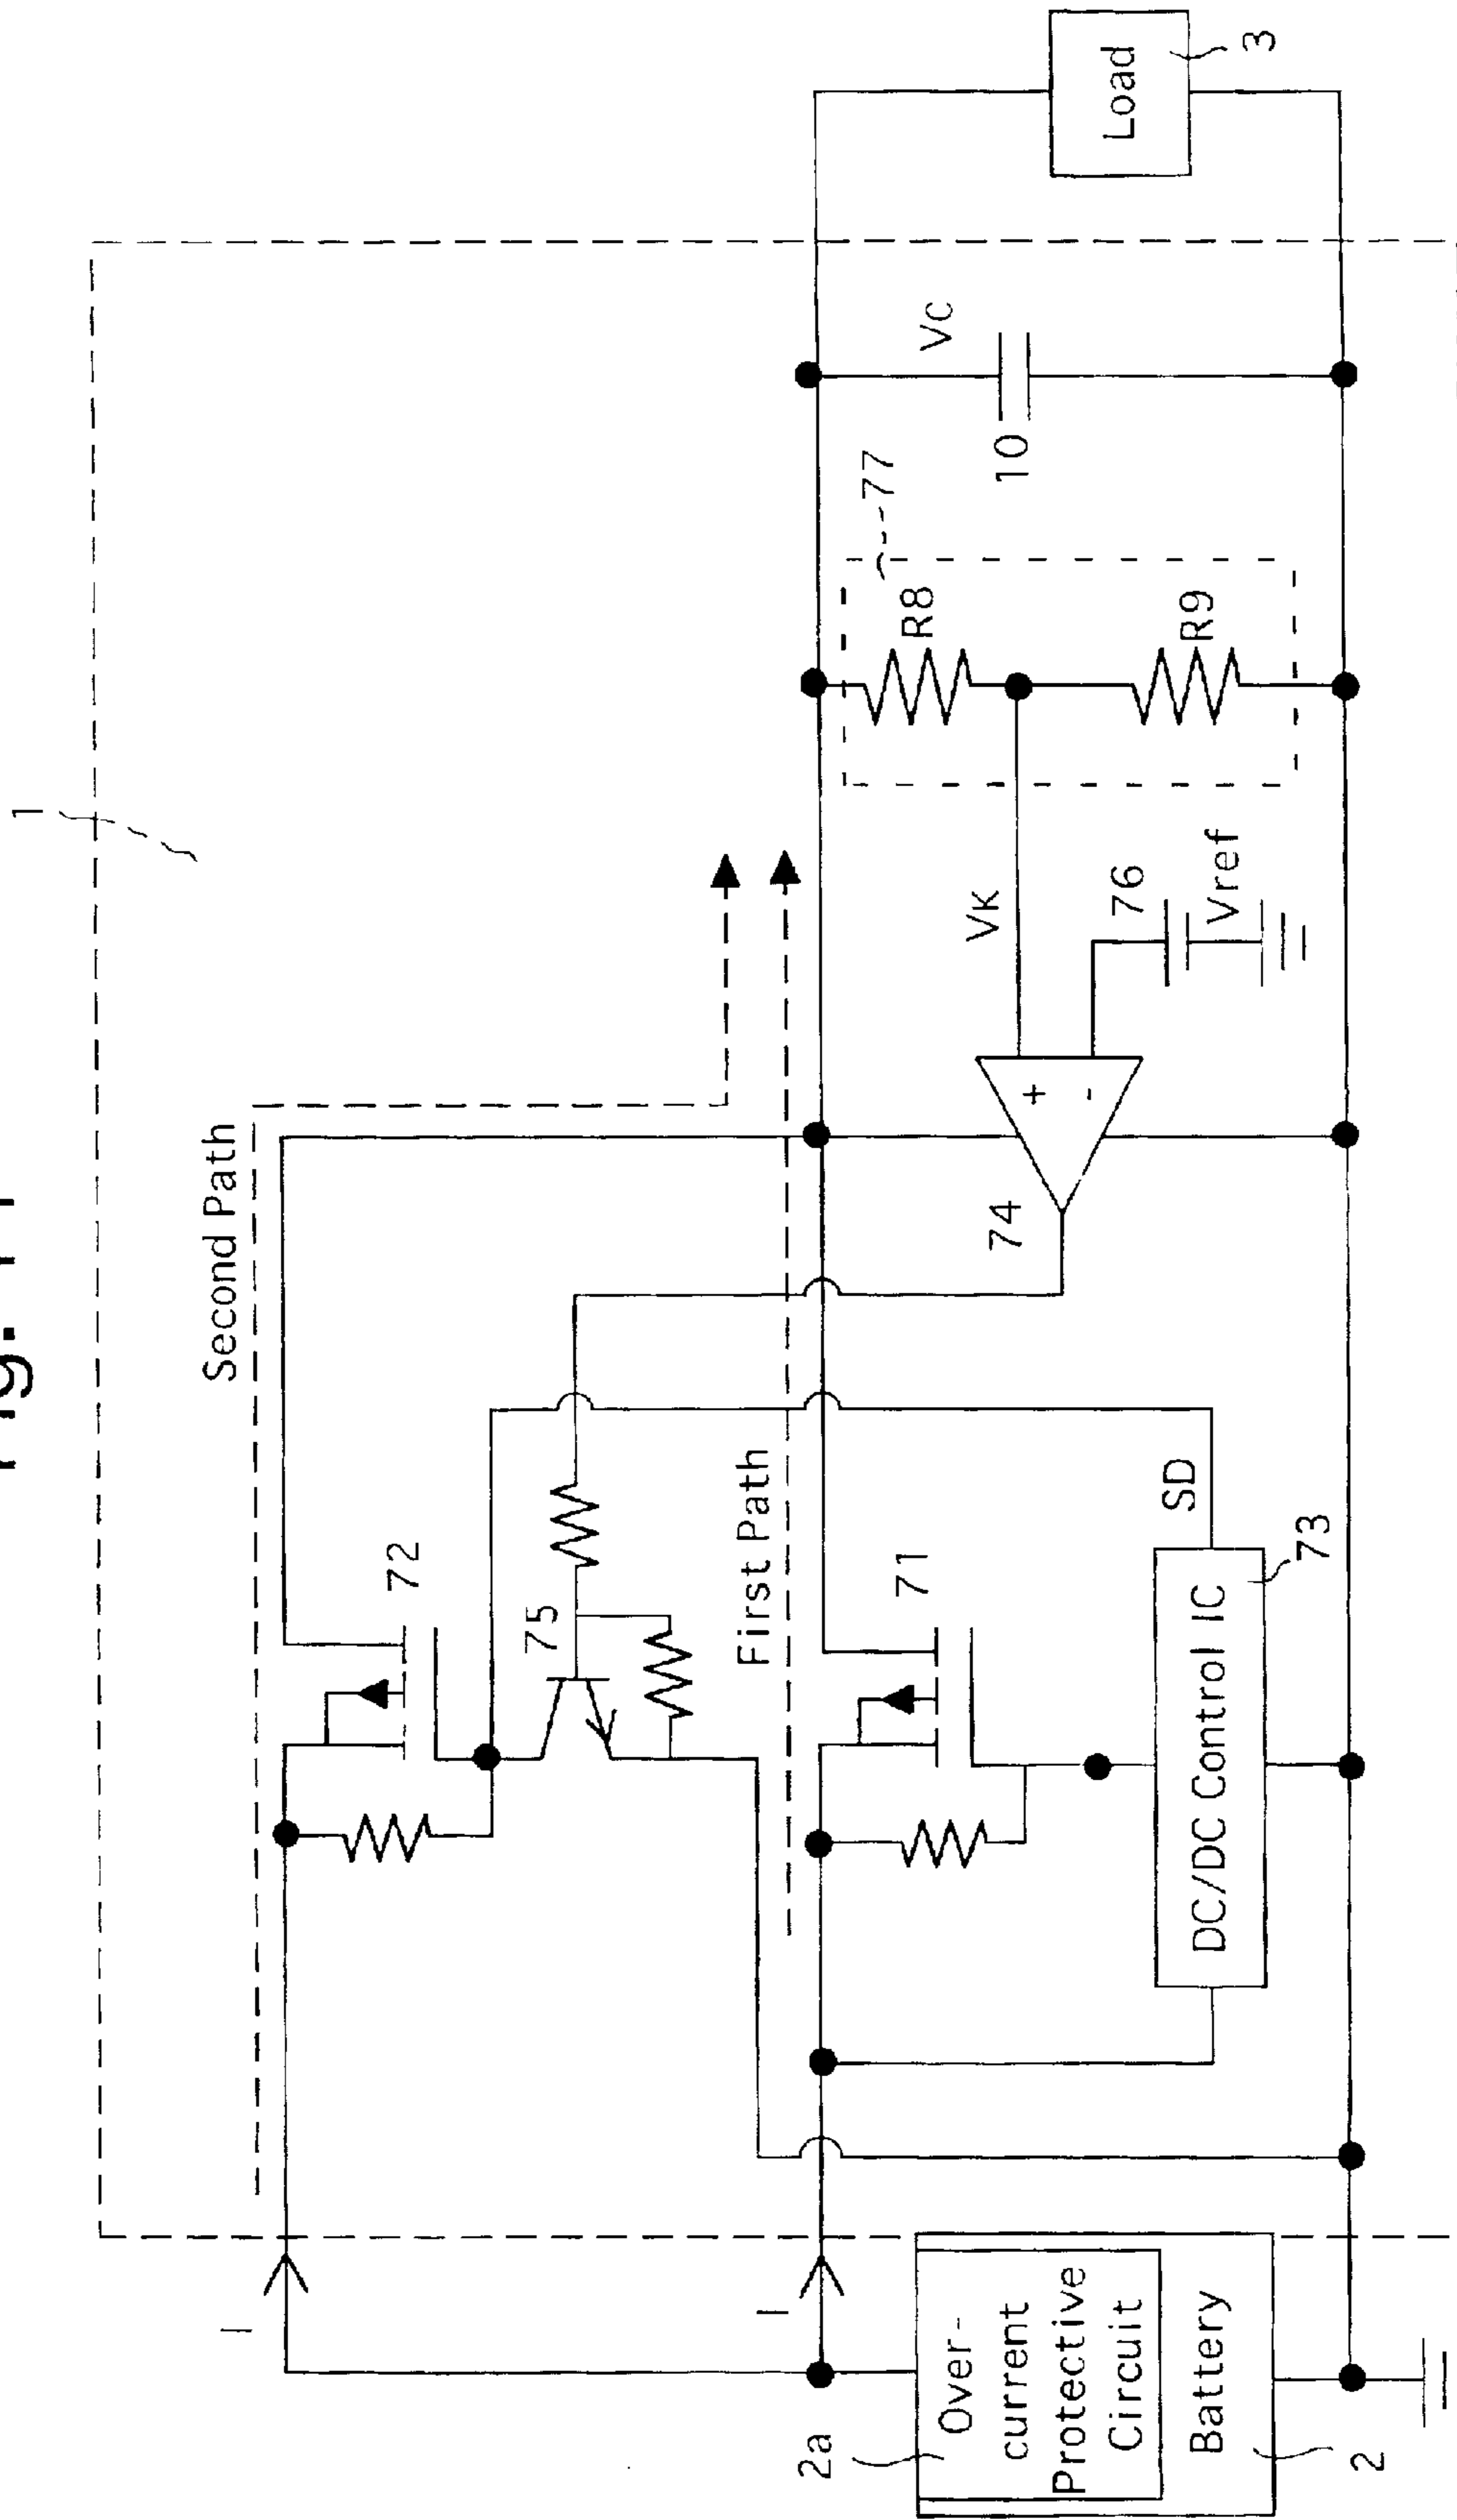 1
Second Path
I
72
75
First Path
I
71
SD
DC/DC Control IC
73
74
+
-
VK
76
Vref
77
R8
R9
Vc
10
Load
3
2a
Over-
current
Protective
Circuit
Battery
2